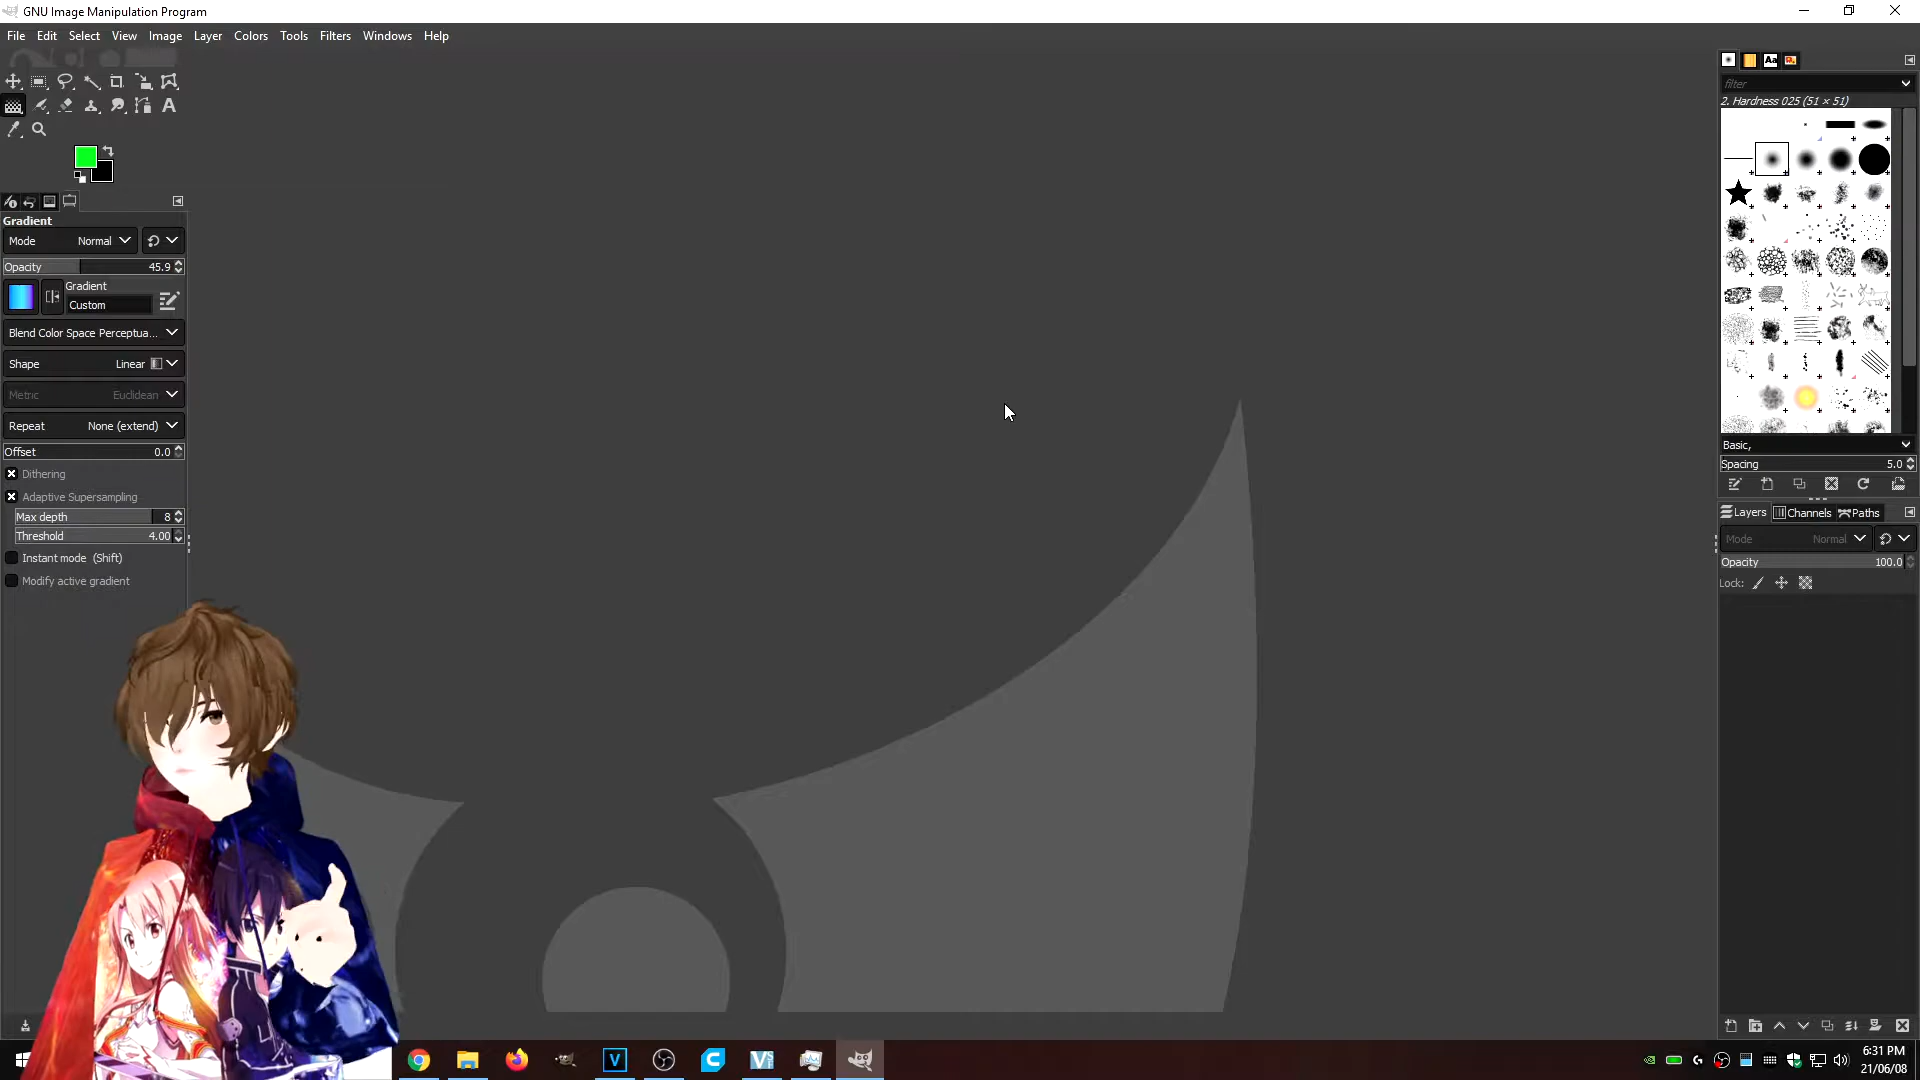 GNU Image Manipulation Program
File Edit Select View Image Layer Colors Tools Filters Windows Help
Gradient
Mode Normal
Opacity 45.9
Gradient
Custom
Blend Color Space Perceptua...
Shape Linear
Metric Euclidean
Repeat None (extend)
Offset 0.0
Dithering
Adaptive Supersampling
Max depth 8
Threshold 4.00
Instant mode (Shift)
Modify active gradient
Aa
filter
2. Hardness 025 (51 × 51)
Basic,
Spacing 5.0
Layers Channels Paths
Mode Normal
Opacity 100.0
Lock:
6:31 PM
21/06/08